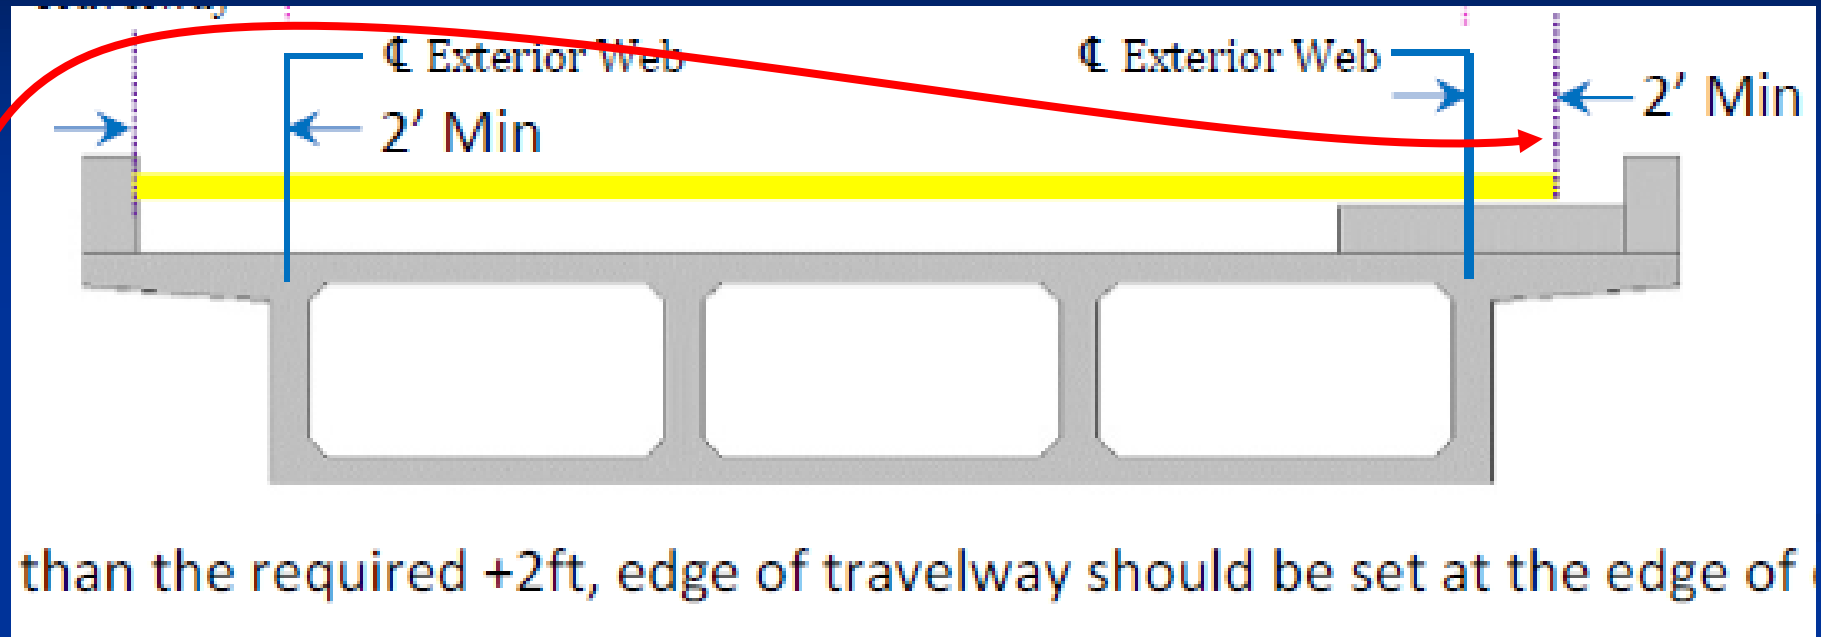 ℄ Exterior Web
℄ Exterior Web
2′ Min
2′ Min
than the required +2ft, edge of travelway should be set at the edge of